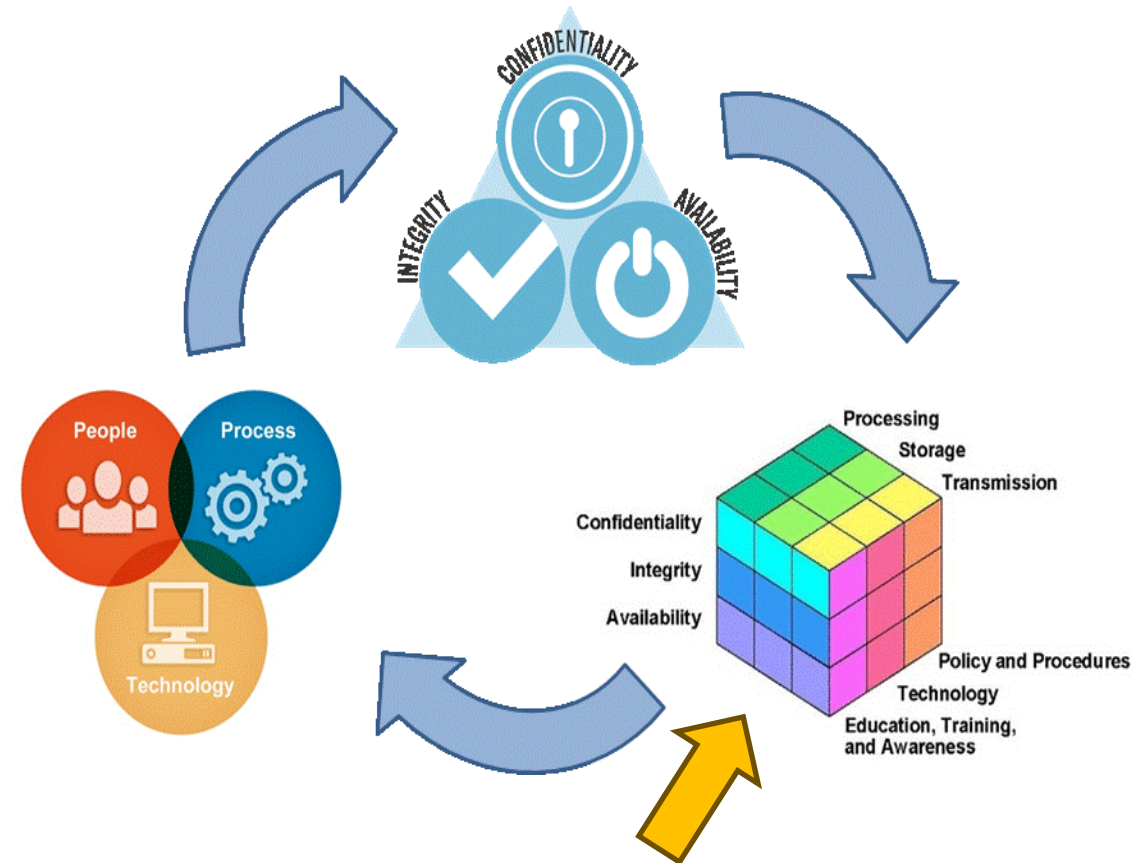 CONFIDENTIALITY
INTEGRITY
AVAILABILITY
People
Process
Technology
Processing
Storage
Transmission
Confidentiality
Integrity
Availability
Policy and Procedures
Technology
Education, Training,
and Awareness